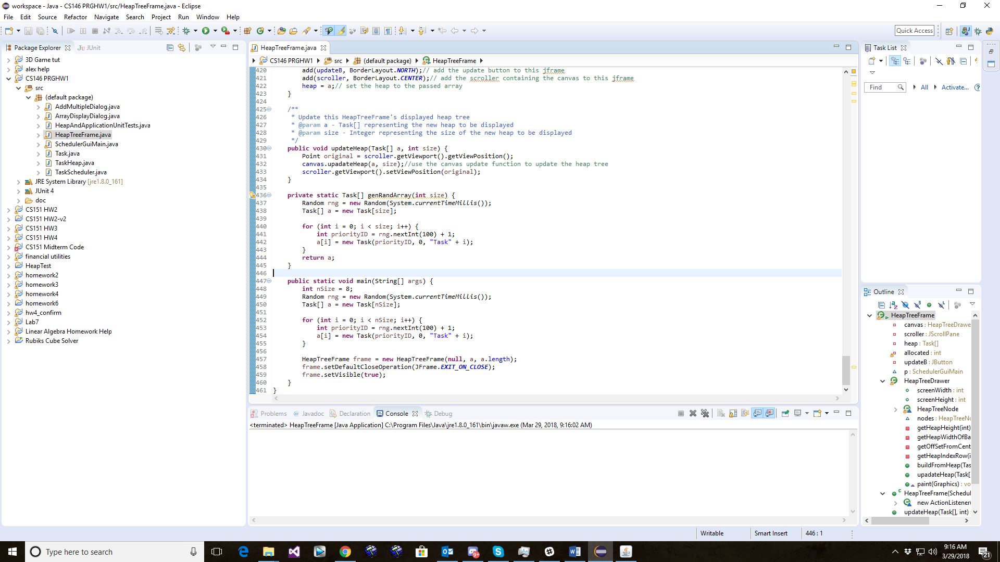 workspace - Java - CS146 PRGHW1/src/HeapTreeFrame.java - Eclipse
File Edit Source Refactor Navigate Search Project Run Window Help
Quick Access
Package Explorer JUnit
3D Game tut
alex help
CS146 PRGHW1
src
(default package)
AddMultipleDialog.java
ArrayDisplayDialog.java
HeapAndApplicationUnitTests.java
HeapTreeFrame.java
SchedulerGuiMain.java
Task.java
TaskHeap.java
TaskScheduler.java
JRE System Library [jre1.8.0_161]
JUnit 4
doc
CS151 HW2
CS151 HW2-v2
CS151 HW3
CS151 HW4
CS151 Midterm Code
financial utilities
HeapTest
homework2
homework3
homework4
homework6
hw4_confirm
Lab7
Linear Algebra Homework Help
Rubiks Cube Solver
HeapTreeFrame.java
CS146 PRGHW1 src (default package) HeapTreeFrame
420 add(updateB, BorderLayout.NORTH);// add the update button to this jframe
421 add(scroller, BorderLayout.CENTER);// add the scroller containing the canvas to this jframe
422 heap = a;// set the heap to the passed array
423 }
424
425 /**
426 * Update this HeapTreeFrame's displayed heap tree
427 * @param a - Task[] representing the new heap to be displayed
428 * @param size - Integer representing the size of the new heap to be displayed
429 */
430 public void updateHeap(Task[] a, int size) {
431 Point original = scroller.getViewport().getViewPosition();
432 canvas.upadateHeap(a, size);//use the canvas update function to update the heap tree
433 scroller.getViewport().setViewPosition(original);
434 }
435
436 private static Task[] genRandArray(int size) {
437 Random rng = new Random(System.currentTimeMillis());
438 Task[] a = new Task[size];
439
440 for (int i = 0; i < size; i++) {
441 int priorityID = rng.nextInt(100) + 1;
442 a[i] = new Task(priorityID, 0, "Task" + i);
443 }
444 return a;
445 }
446
447 public static void main(String[] args) {
448 int nSize = 8;
449 Random rng = new Random(System.currentTimeMillis());
450 Task[] a = new Task[nSize];
451
452 for (int i = 0; i < nSize; i++) {
453 int priorityID = rng.nextInt(100) + 1;
454 a[i] = new Task(priorityID, 0, "Task" + i);
455 }
456
457 HeapTreeFrame frame = new HeapTreeFrame(null, a, a.length);
458 frame.setDefaultCloseOperation(JFrame.EXIT_ON_CLOSE);
459 frame.setVisible(true);
460 }
461 }
Problems Javadoc Declaration Console Debug
<terminated> HeapTreeFrame [Java Application] C:\Program Files\Java\jre1.8.0_161\bin\javaw.exe (Mar 29, 2018, 9:16:02 AM)
Task List
Find All Activate...
Outline
HeapTreeFrame
canvas : HeapTreeDrawe
scroller : JScrollPane
heap : Task[]
allocated : int
updateB : JButton
p : SchedulerGuiMain
HeapTreeDrawer
screenWidth : int
screenHeight : int
HeapTreeNode
nodes : HeapTreeNo
getHeapHeight(int)
getHeapWidthOfBa
getOffSetFromCent
getHeapIndexRow(i
buildFromHeap(Tas
upadateHeap(Task[
paint(Graphics) : vo
HeapTreeFrame(Schedul
new ActionListener(
updateHeap(Task[], int) :
Writable Smart Insert 446 : 1
Type here to search
9:16 AM
3/29/2018
21